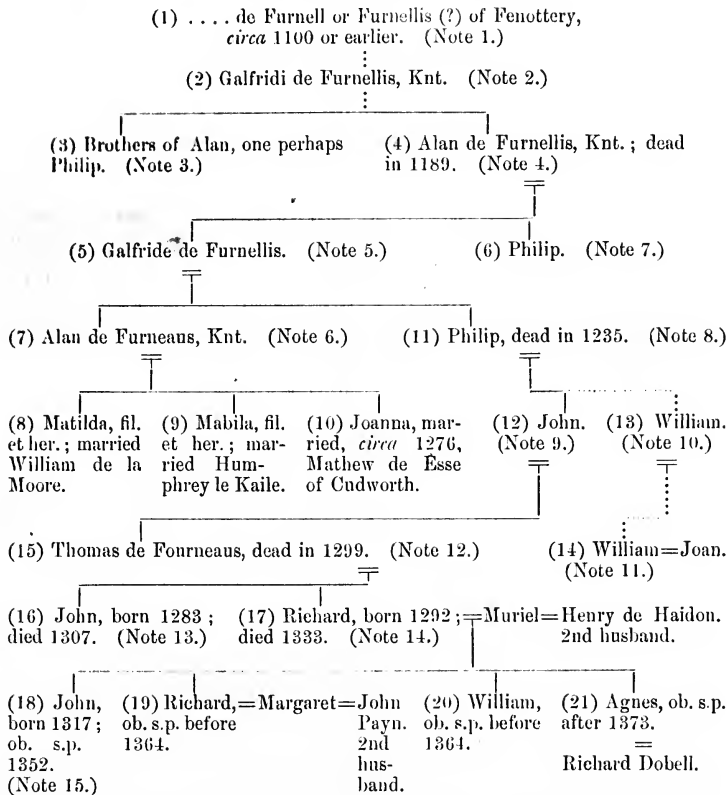 (1) .... de Furnell or Furnellis (?) of Fenottery,
circa 1100 or earlier. (Note 1.)
(2) Galfridi de Furnellis, Knt. (Note 2.)
(3) Brothers of Alan, one perhaps
Philip. (Note 3.)
(4) Alan de Furnellis, Knt.; dead
in 1189. (Note 4.)
(5) Galfride de Furnellis. (Note 5.)
(6) Philip. (Note 7.)
(7) Alan de Furneaus, Knt. (Note 6.)
(11) Philip, dead in 1235. (Note 8.)
(8) Matilda, fil.
et her.; married
William de la
Moore.
(9) Mabila, fil.
et her.; mar-
ried Hum-
phrey le Kaile.
(10) Joanna, mar-
ried, circa 1276,
Mathew de Esse
of Cudworth.
(12) John.
(Note 9.)
(13) William.
(Note 10.)
(15) Thomas de Fourneaus, dead in 1299. (Note 12.)
(14) William=Joan.
(Note 11.)
(16) John, born 1283;
died 1307. (Note 13.)
(17) Richard, born 1292;=Muriel=Henry de Haidon.
died 1333. (Note 14.)
2nd husband.
(18) John,
born 1317;
ob. s.p.
1352.
(Note 15.)
(19) Richard,=Margaret=John
ob. s.p. before
1364.
Payn.
2nd
hus-
band.
(20) William,
ob. s.p. before
1364.
(21) Agnes, ob. s.p.
after 1373.
=
Richard Dobell.